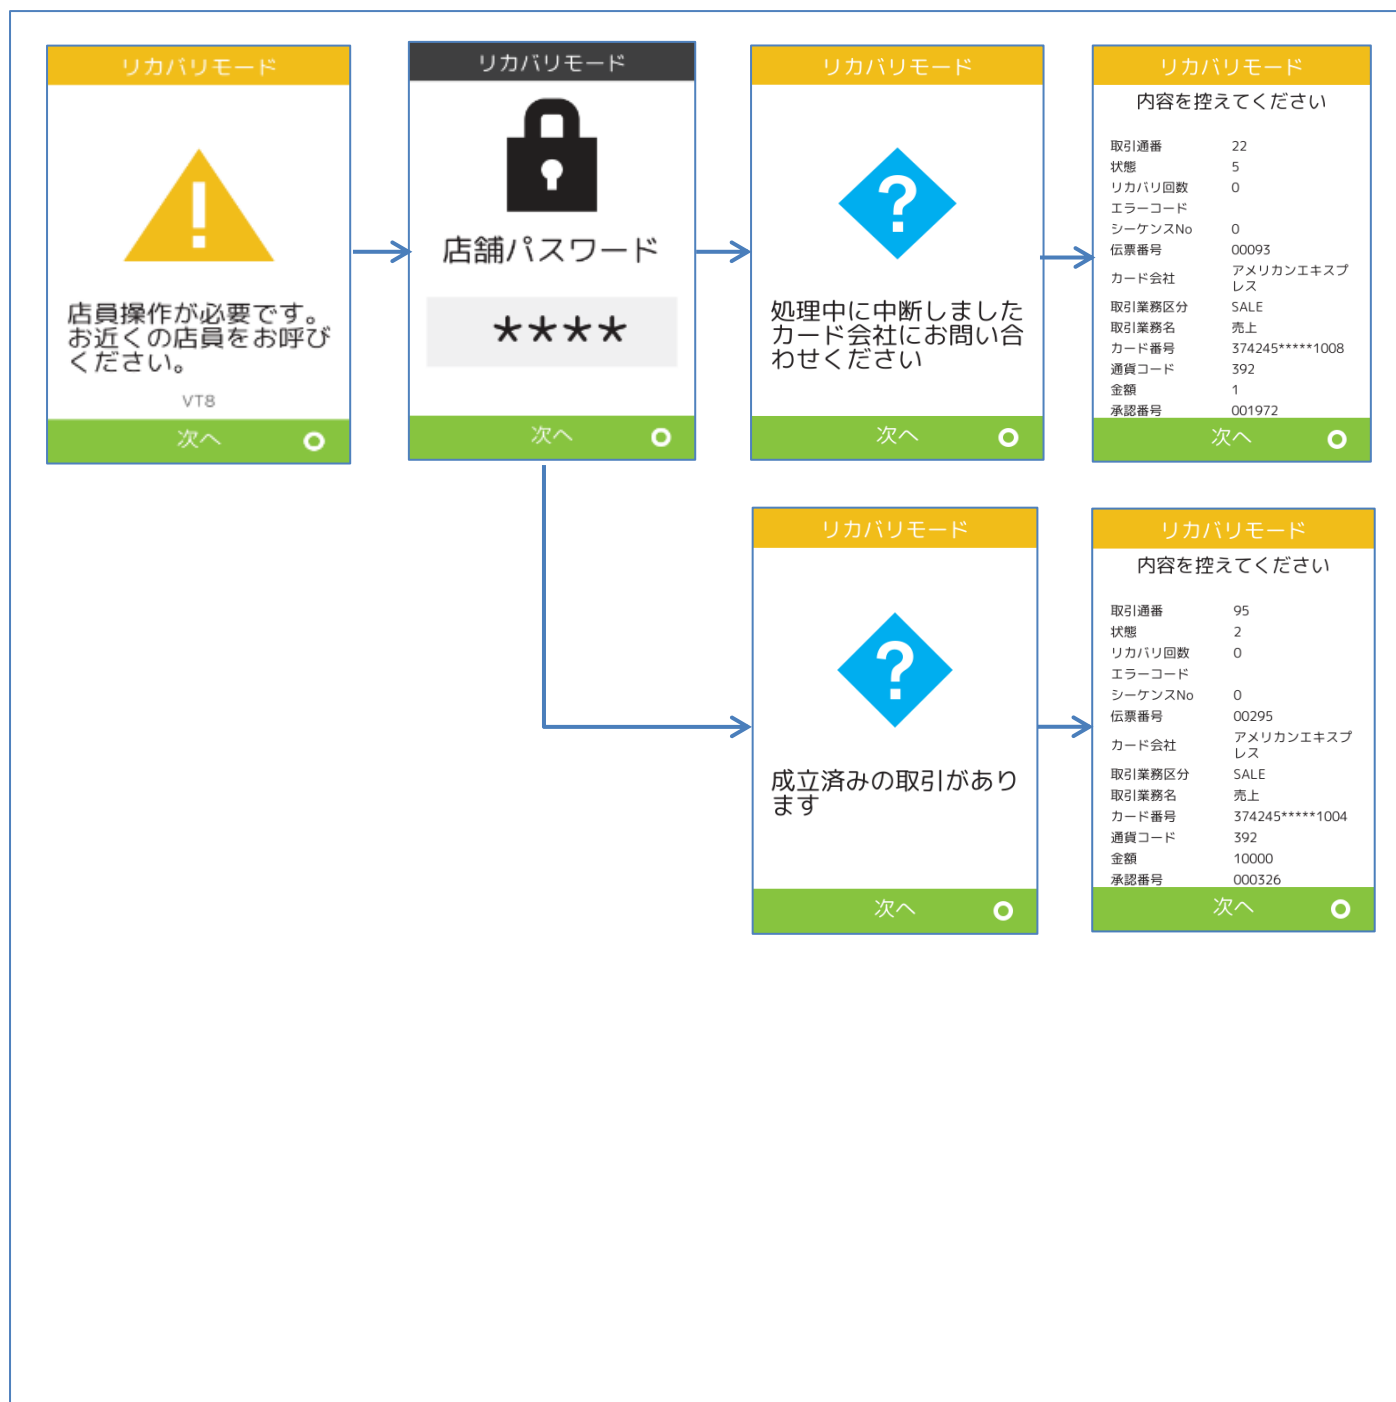 リカバリモード
店員操作が必要です。
お近くの店員をお呼び
ください。
VT8
次へ
リカバリモード
店舗パスワード
****
次へ
リカバリモード
処理中に中断しました
カード会社にお問い合
わせください
次へ
リカバリモード
内容を控えてください
取引通番 22
状態 5
リカバリ回数 0
エラーコード
シーケンスNo 0
伝票番号 00093
カード会社 アメリカンエキスプ
レス
取引業務区分 SALE
取引業務名 売上
カード番号 374245*****1008
通貨コード 392
金額 1
承認番号 001972
次へ
リカバリモード
成立済みの取引があり
ます
次へ
リカバリモード
内容を控えてください
取引通番 95
状態 2
リカバリ回数 0
エラーコード
シーケンスNo 0
伝票番号 00295
カード会社 アメリカンエキスプ
レス
取引業務区分 SALE
取引業務名 売上
カード番号 374245*****1004
通貨コード 392
金額 10000
承認番号 000326
次へ